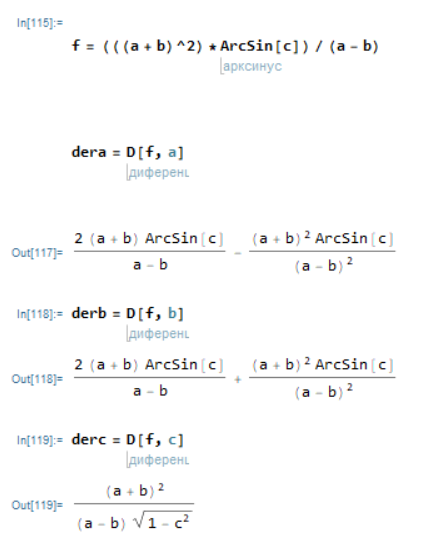 In[115]:=
f = (((a + b)^2) * ArcSin[c]) / (a - b)
арксинус
dera = D[f, a]
диференц
Out[117]= 2 (a + b) ArcSin[c] / a - b - (a + b)² ArcSin[c] / (a - b)²
In[118]:= derb = D[f, b]
диференц
Out[118]= 2 (a + b) ArcSin[c] / a - b + (a + b)² ArcSin[c] / (a - b)²
In[119]:= derc = D[f, c]
диференц
Out[119]= (a + b)² / (a - b) √1 - c²